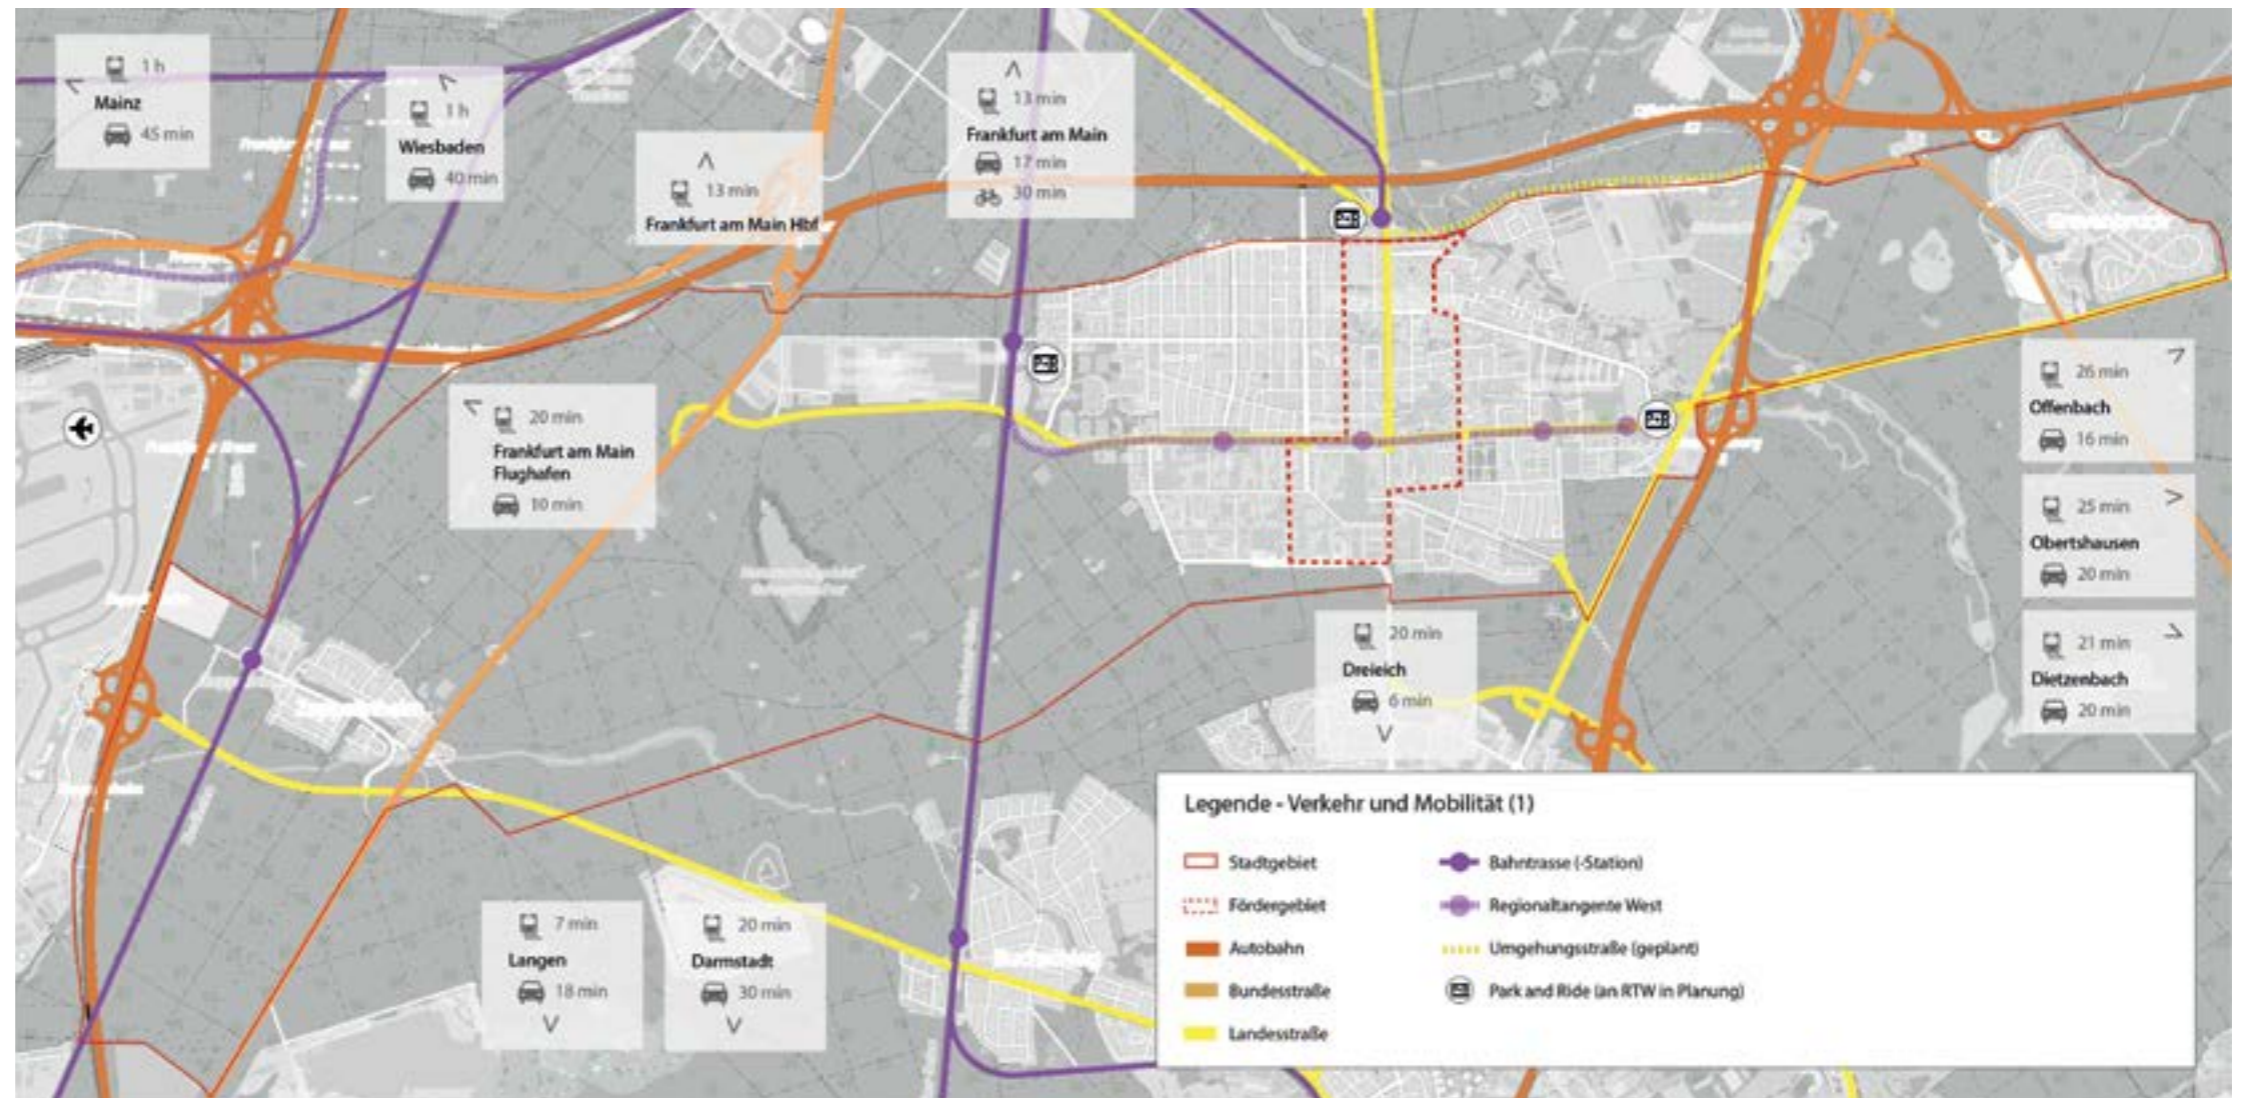 1 h
Mainz
45 min
1 h
Wiesbaden
40 min
13 min
Frankfurt am Main Hbf
13 min
Frankfurt am Main
17 min
30 min
20 min
Frankfurt am Main
Flughafen
10 min
26 min
Offenbach
16 min
25 min
Obertshausen
20 min
21 min
Dietzenbach
20 min
20 min
Dreieich
6 min
7 min
Langen
18 min
20 min
Darmstadt
30 min
Legende - Verkehr und Mobilität (1)
Stadtgebiet
Fördergebiet
Autobahn
Bundesstraße
Landesstraße
Bahntrasse (-Station)
Regionaltangente West
Umgehungsstraße (geplant)
Park and Ride (an RTW in Planung)